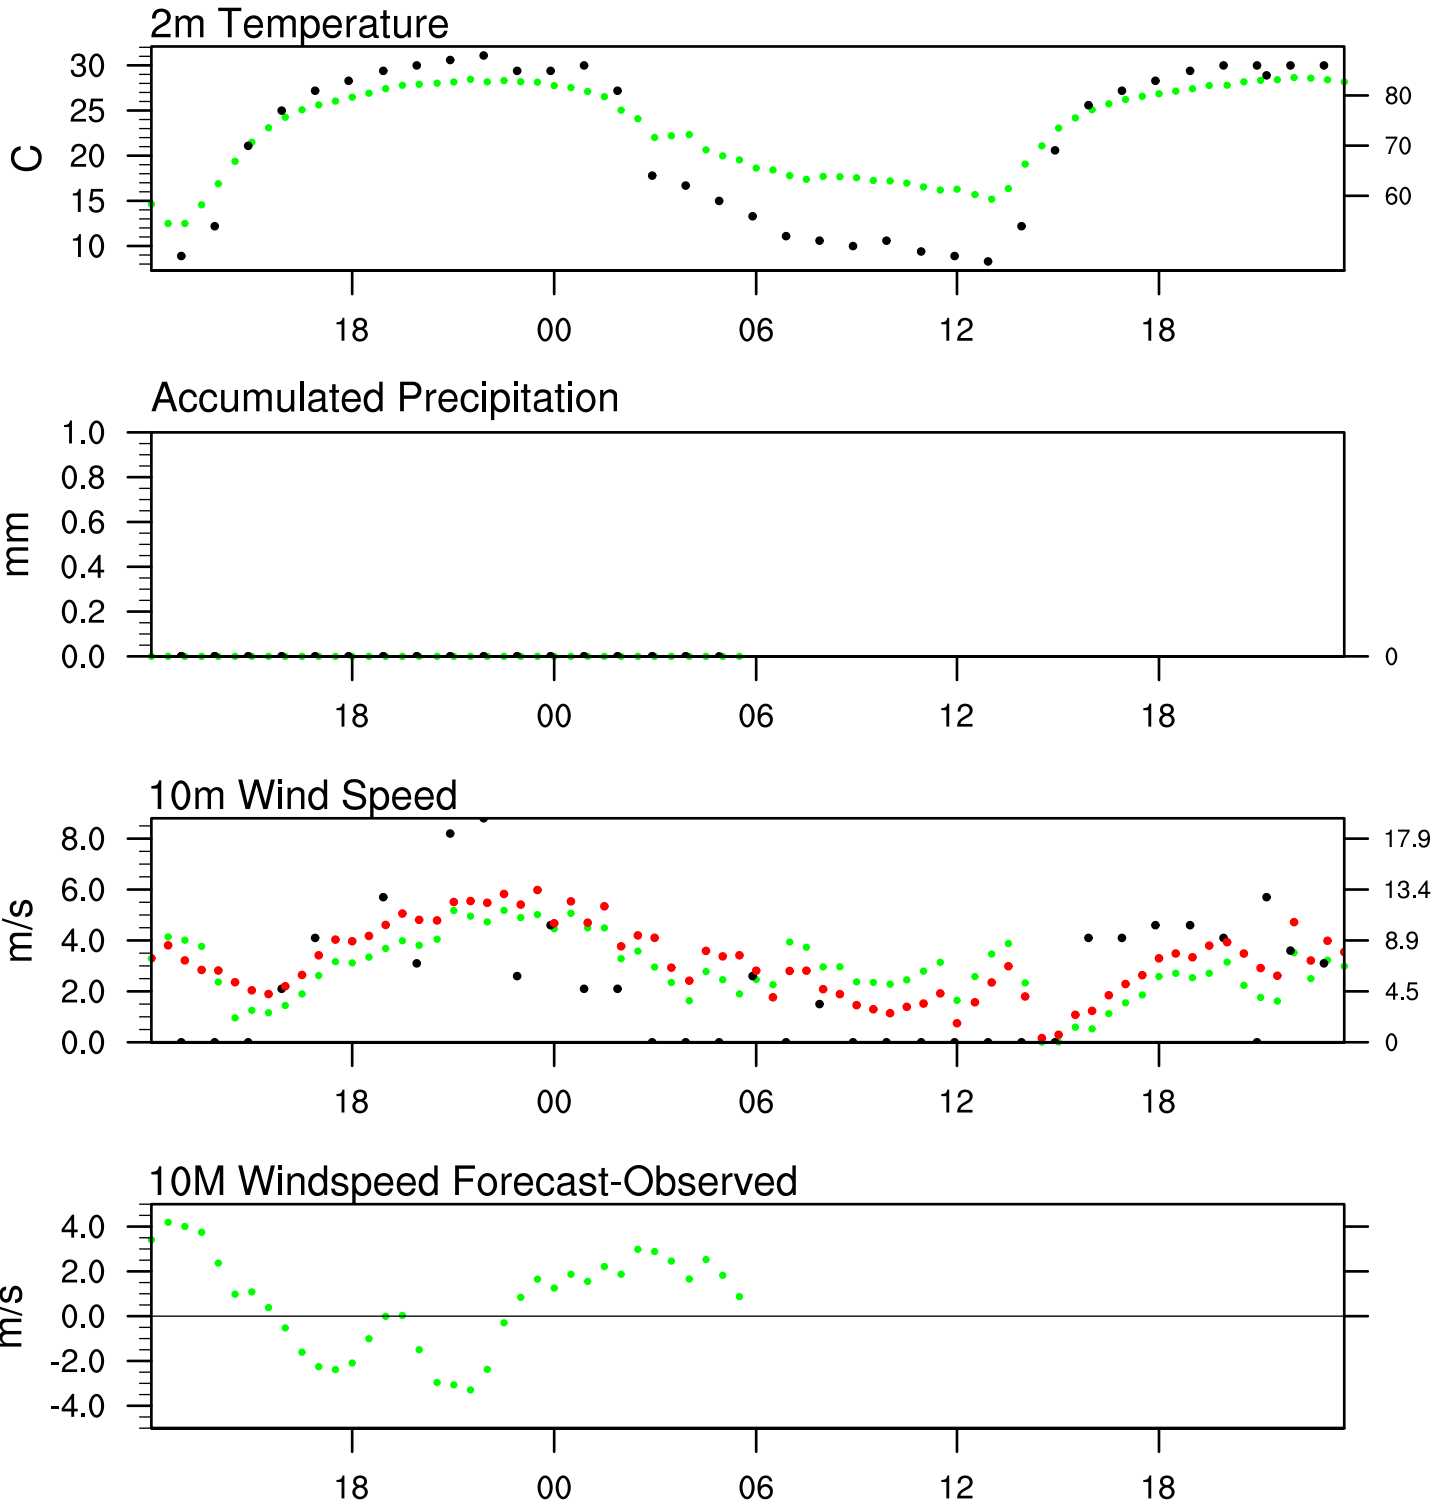 2m Temperature
30
25
20
15
10
C
80
70
60
18 00 06 12 18
Accumulated Precipitation
1.0
0.8
0.6
0.4
0.2
0.0
mm
0
18 00 06 12 18
10m Wind Speed
8.0
6.0
4.0
2.0
0.0
m/s
17.9
13.4
8.9
4.5
0
18 00 06 12 18
10M Windspeed Forecast-Observed
4.0
2.0
0.0
-2.0
-4.0
m/s
18 00 06 12 18